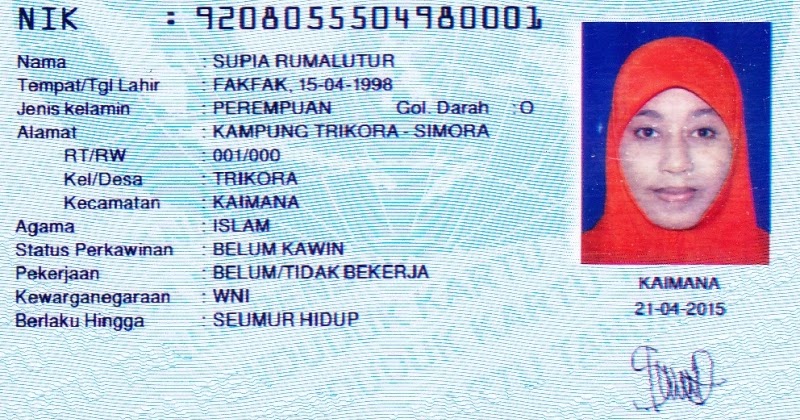 NIK : 9208055504980001
Nama : SUPIA RUMALUTUR
Tempat/Tgl Lahir : FAKFAK, 15-04-1998
Jenis kelamin : PEREMPUAN Gol. Darah : O
Alamat : KAMPUNG TRIKORA - SIMORA
RT/RW : 001/000
Kel/Desa : TRIKORA
Kecamatan : KAIMANA
Agama : ISLAM
Status Perkawinan : BELUM KAWIN
Pekerjaan : BELUM/TIDAK BEKERJA
Kewarganegaraan : WNI
Berlaku Hingga : SEUMUR HIDUP
KAIMANA
21-04-2015